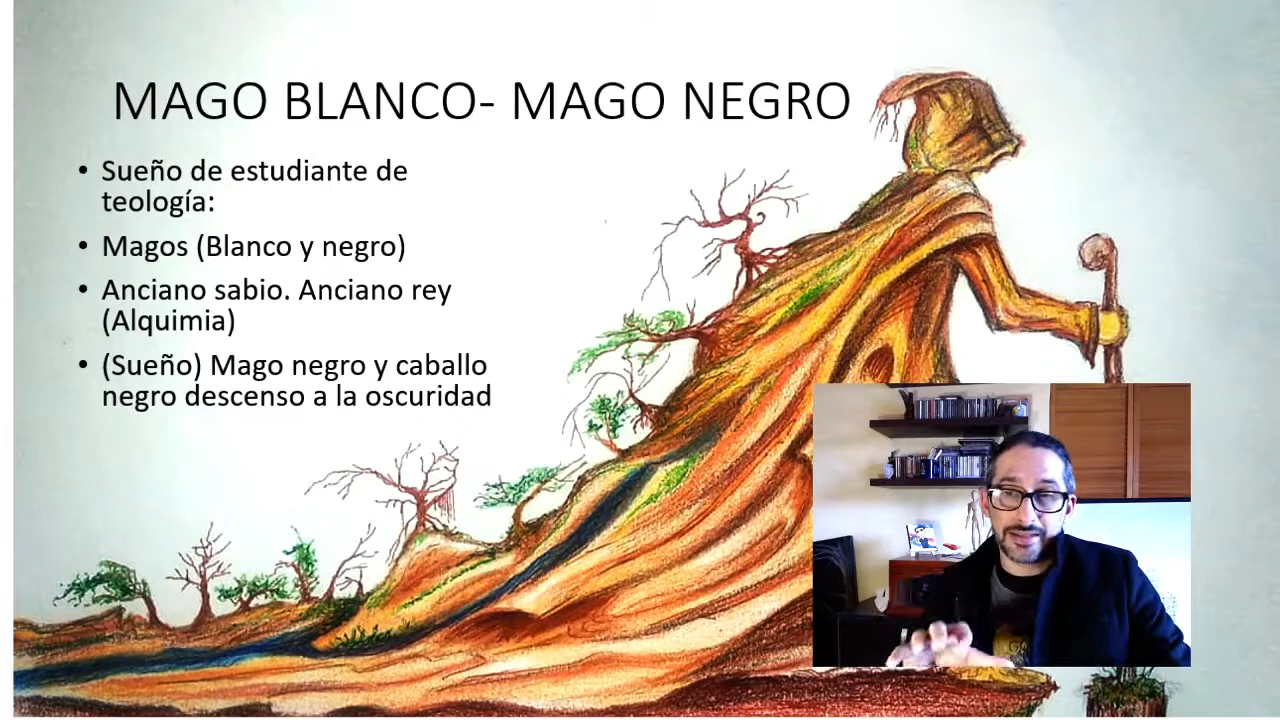 MAGO BLANCO- MAGO NEGRO
• Sueño de estudiante de
teología:
• Magos (Blanco y negro)
• Anciano sabio. Anciano rey
(Alquimia)
• (Sueño) Mago negro y caballo
negro descenso a la oscuridad